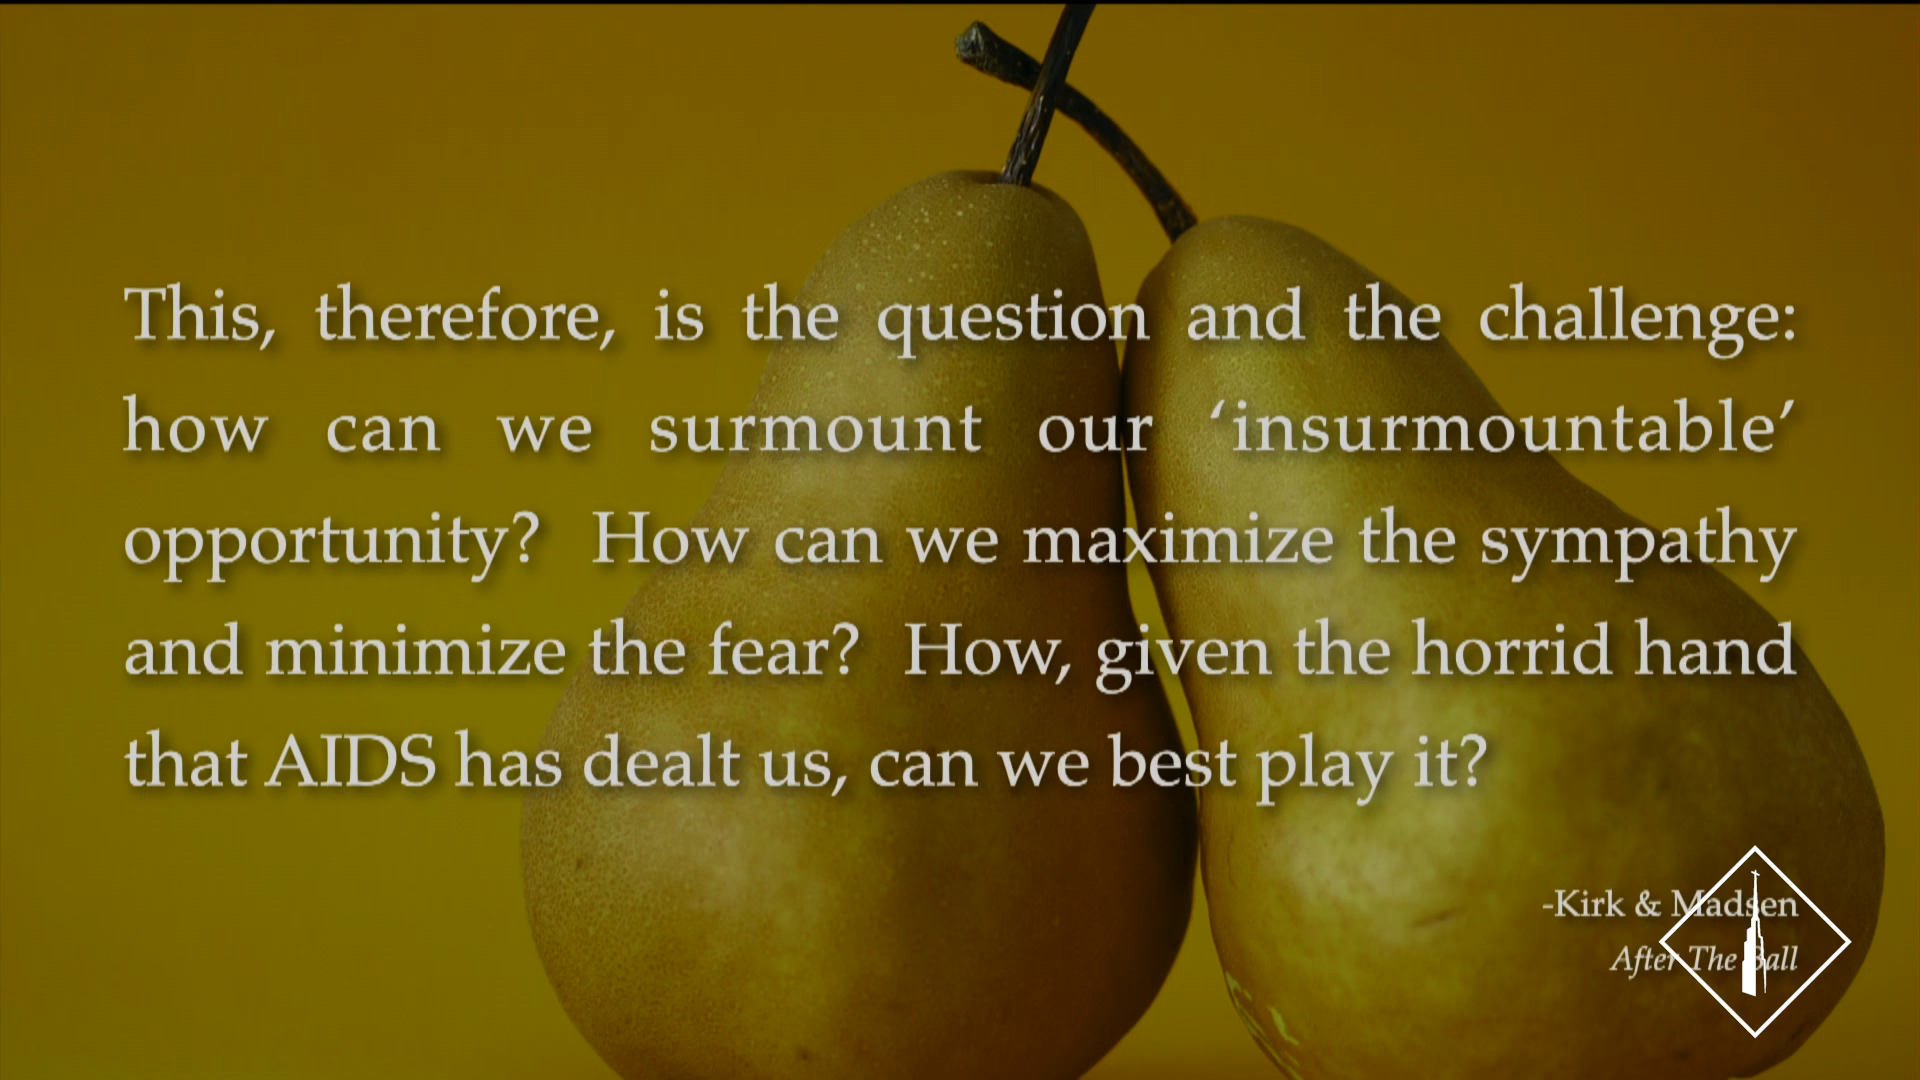 This, therefore, is the question and the challenge:
how can we surmount our ‘insurmountable’
opportunity? How can we maximize the sympathy
and minimize the fear? How, given the horrid hand
that AIDS has dealt us, can we best play it?
-Kirk & Madsen
After The Ball